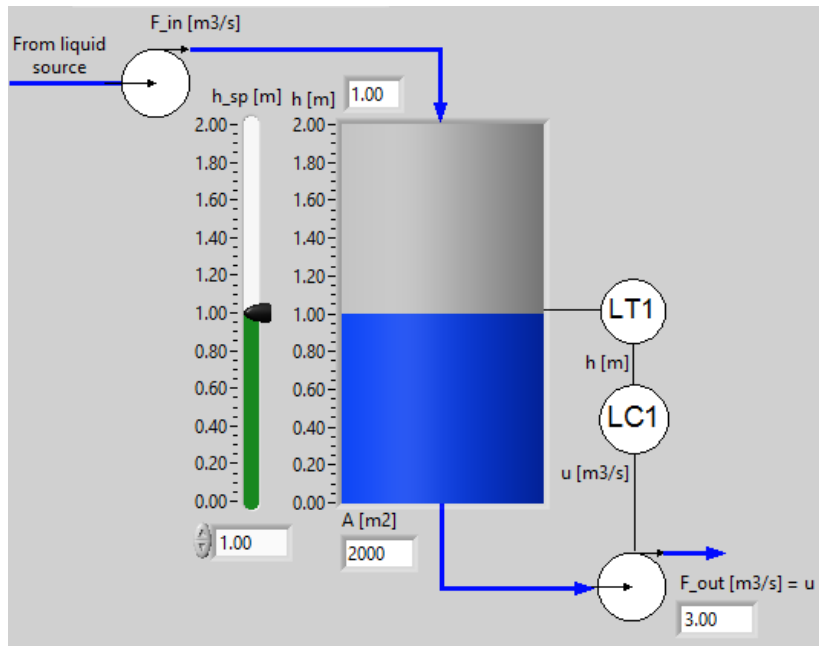 F_in [m3/s]
From liquid
source
h_sp [m]
h [m]
1.00
2.00
1.80
1.60
1.40
1.20
1.00
0.80
0.60
0.40
0.20
0.00
2.00
1.80
1.60
1.40
1.20
1.00
0.80
0.60
0.40
0.20
0.00
LT1
h [m]
LC1
u [m3/s]
1.00
A [m2]
2000
F_out [m3/s] = u
3.00